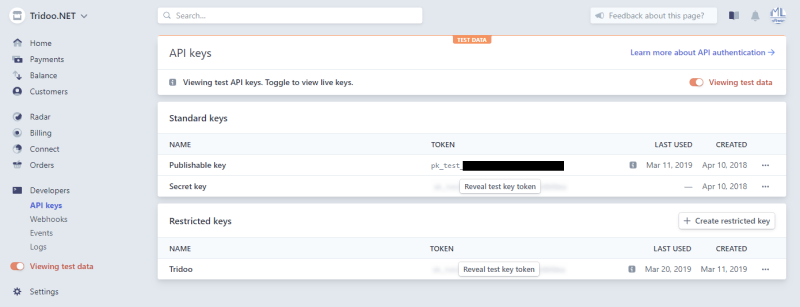 Tridoo.NET
Search...
Feedback about this page?
ML
Home
Payments
Balance
Customers
Radar
Billing
Connect
Orders
Developers
API keys
Webhooks
Events
Logs
Viewing test data
Settings
TEST DATA
API keys
Learn more about API authentication
Viewing test API keys. Toggle to view live keys.
Viewing test data
Standard keys
NAME TOKEN LAST USED CREATED
Publishable key pk_test_ Mar 11, 2019 Apr 10, 2018
Secret key Reveal test key token — Apr 10, 2018
Restricted keys
+ Create restricted key
NAME TOKEN LAST USED CREATED
Tridoo Reveal test key token Mar 20, 2019 Mar 11, 2019